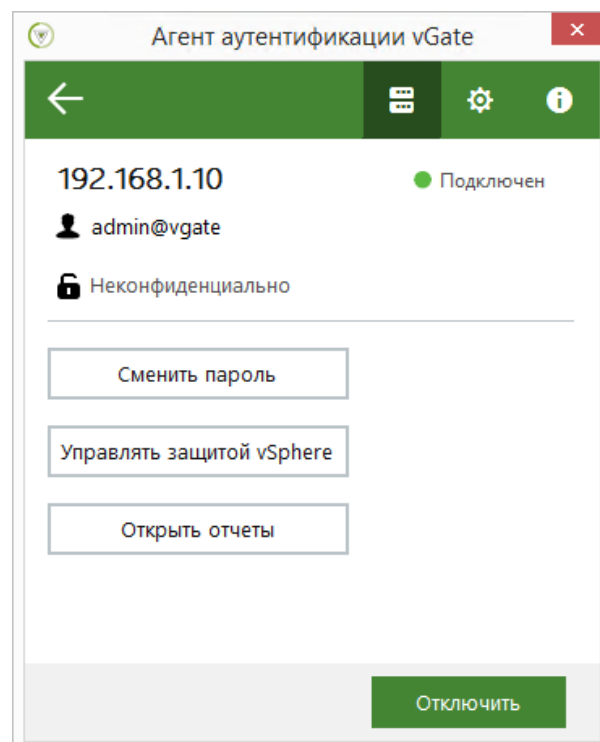 Агент аутентификации vGate
192.168.1.10
Подключен
admin@vgate
Неконфиденциально
Сменить пароль
Управлять защитой vSphere
Открыть отчеты
Отключить